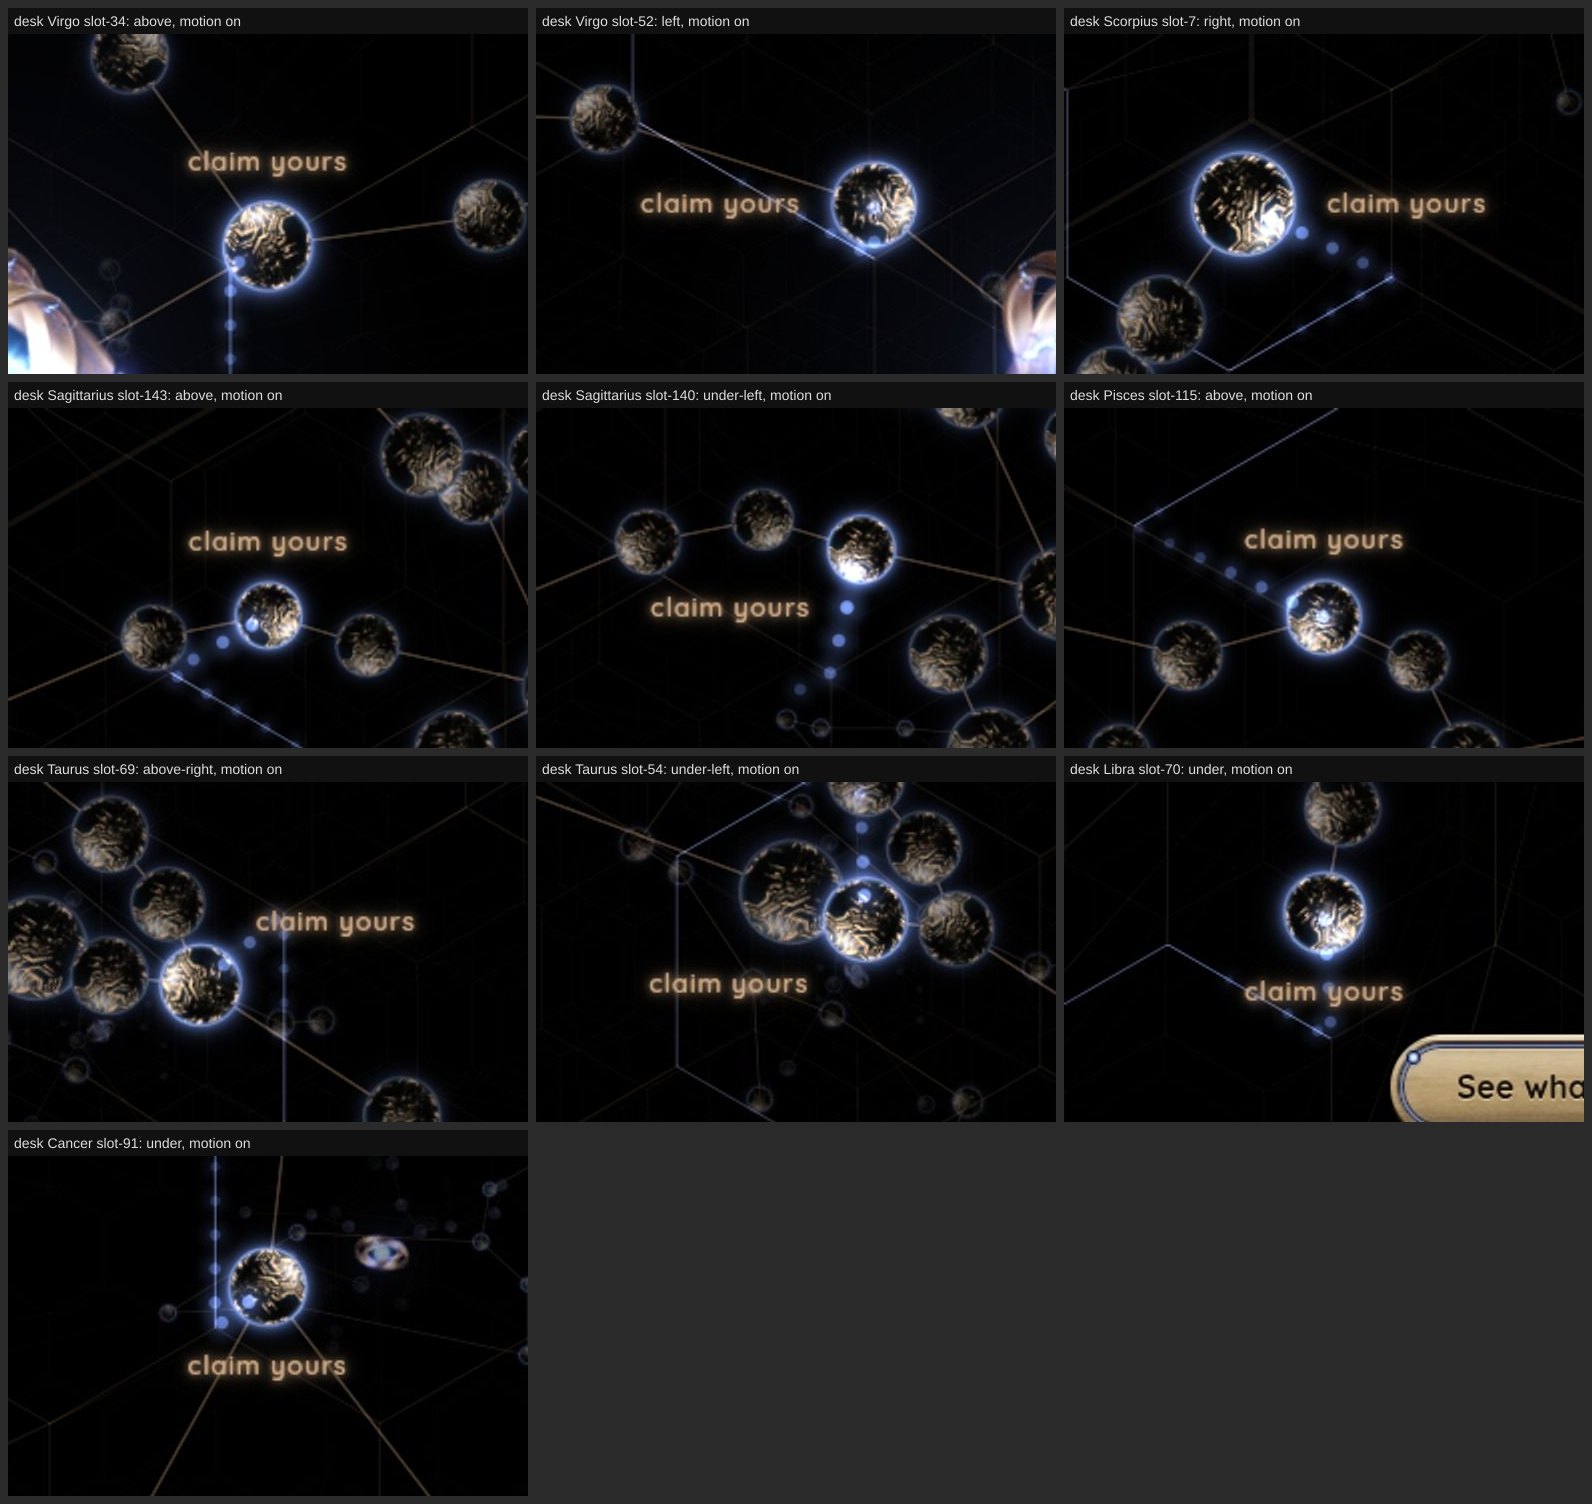 desk Virgo slot-34: above, motion on
claim yours
desk Virgo slot-52: left, motion on
claim yours
desk Scorpius slot-7: right, motion on
claim yours
desk Sagittarius slot-143: above, motion on
claim yours
desk Sagittarius slot-140: under-left, motion on
claim yours
desk Pisces slot-115: above, motion on
claim yours
desk Taurus slot-69: above-right, motion on
claim yours
desk Taurus slot-54: under-left, motion on
claim yours
desk Libra slot-70: under, motion on
claim yours
See wha
desk Cancer slot-91: under, motion on
claim yours